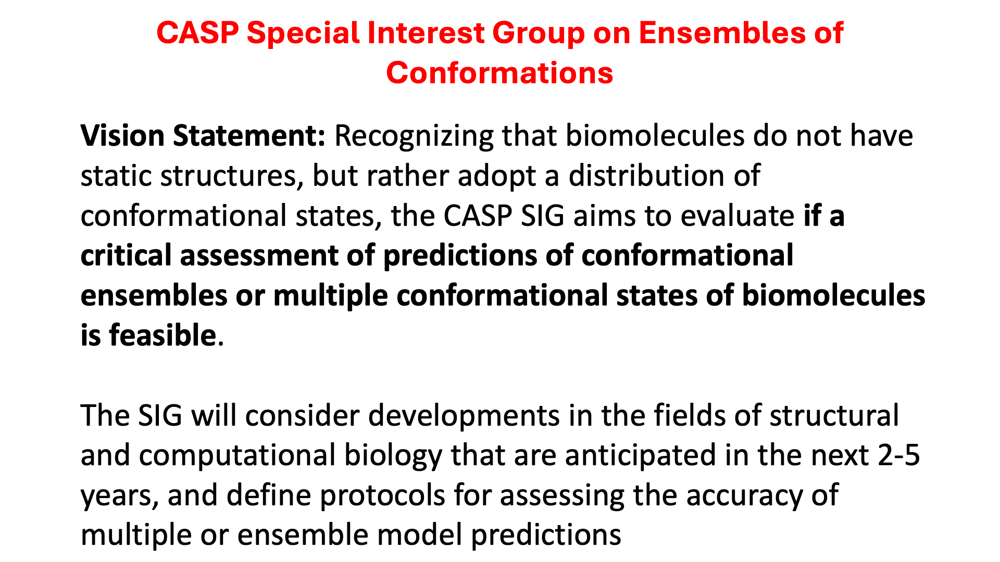 CASP Special Interest Group on Ensembles of
Conformations
Vision Statement: Recognizing that biomolecules do not have
static structures, but rather adopt a distribution of
conformational states, the CASP SIG aims to evaluate if a
critical assessment of predictions of conformational
ensembles or multiple conformational states of biomolecules
is feasible.
The SIG will consider developments in the fields of structural
and computational biology that are anticipated in the next 2-5
years, and define protocols for assessing the accuracy of
multiple or ensemble model predictions